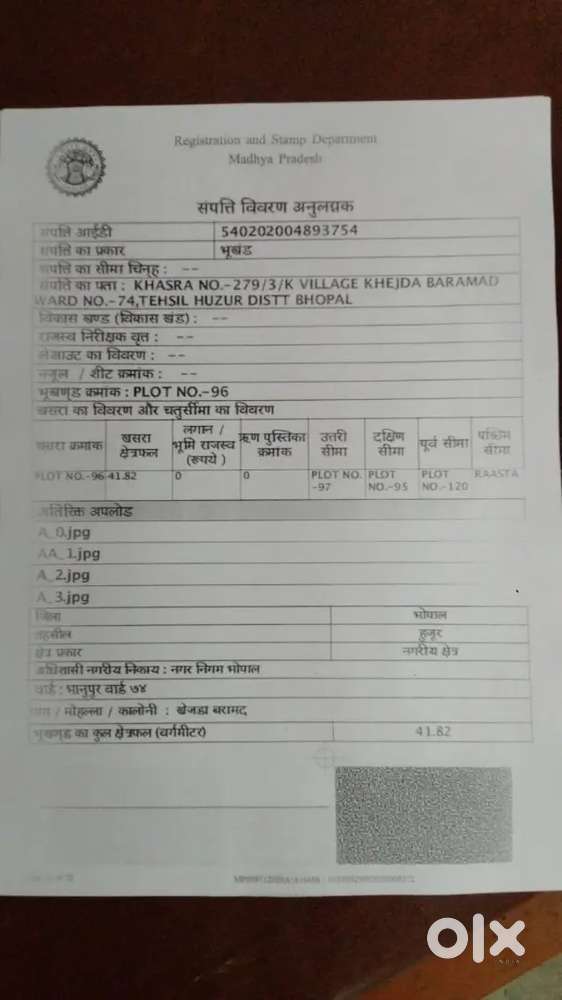 Registration and Stamp Department
Madhya Pradesh
संपत्ति विवरण अनुलग्नक
संपत्ति आईडी 540202004893754
संपत्ति का प्रकार भूखंड
संपत्ति का सीमा चिन्ह : --
संपत्ति का पता : KHASRA NO.-279/3/K VILLAGE KHEJDA BARAMAD
WARD NO.-74,TEHSIL HUZUR DISTT BHOPAL
विकास खण्ड (विकास खंड) : --
राजस्व निरीक्षक वृत्त : --
लेआउट का विवरण : --
नजूल / शीट क्रमांक : --
भूखण्ड क्रमांक : PLOT NO.-96
खसरा का विवरण और चतुर्सीमा का विवरण
खसरा क्रमांक खसरा क्षेत्रफल लगान / भूमि राजस्व (रूपये ) ऋण पुस्तिका क्रमांक उत्तरी सीमा दक्षिण सीमा पूर्व सीमा पश्चिम सीमा
PLOT NO.-96 41.82 0 0 PLOT NO.-97 PLOT NO.-95 PLOT NO.-120 RAASTA
अतिरिक्त अपलोड
A_0.jpg
AA_1.jpg
A_2.jpg
A_3.jpg
जिला भोपाल
तहसील हुजूर
क्षेत्र प्रकार नगरीय क्षेत्र
अधिशासी नगरीय निकाय : नगर निगम भोपाल
वार्ड : भानुपुर वार्ड ७४
ग्राम / मोहल्ला / कालोनी : खेजडा बरामद
भूखण्ड का कुल क्षेत्रफल (वर्गमीटर) 41.82
olx
INDIA